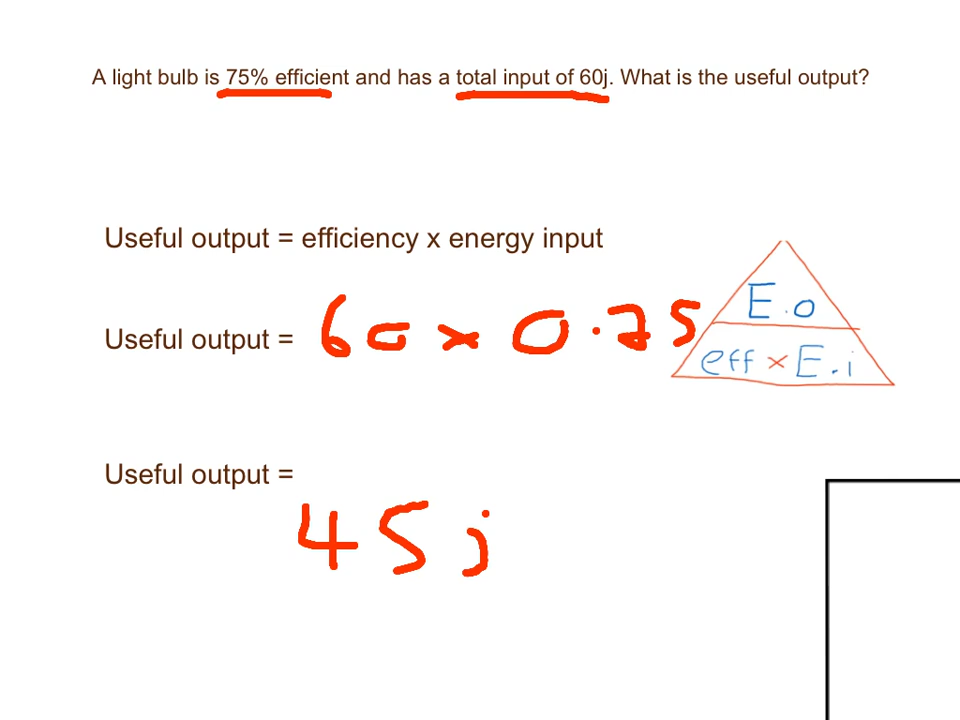 A light bulb is 75% efficient and has a total input of 60j. What is the useful output?
Useful output = efficiency x energy input
Useful output = 60 x 0.75
E.o
eff x E.i
Useful output =
45j